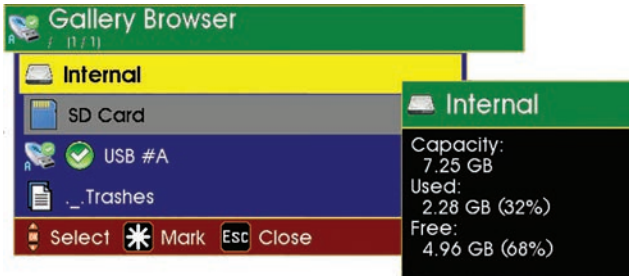 Gallery Browser
A / (1/1)
Internal
SD Card
A USB #A
._.Trashes
Select Mark Esc Close
Internal
Capacity:
7.25 GB
Used:
2.28 GB (32%)
Free:
4.96 GB (68%)